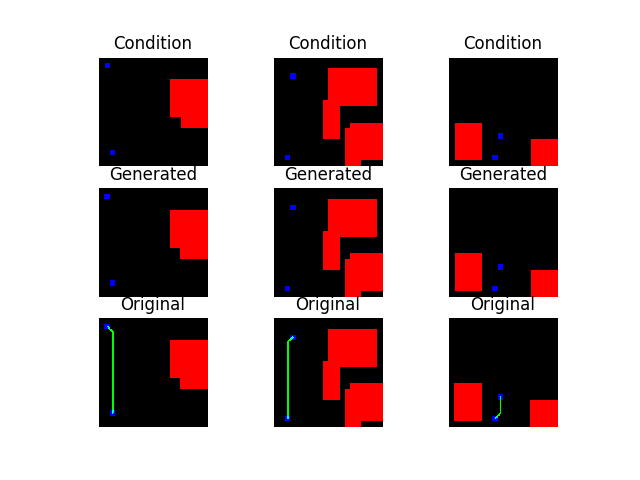 Condition Condition Condition
Generated Generated Generated
Original Original Original